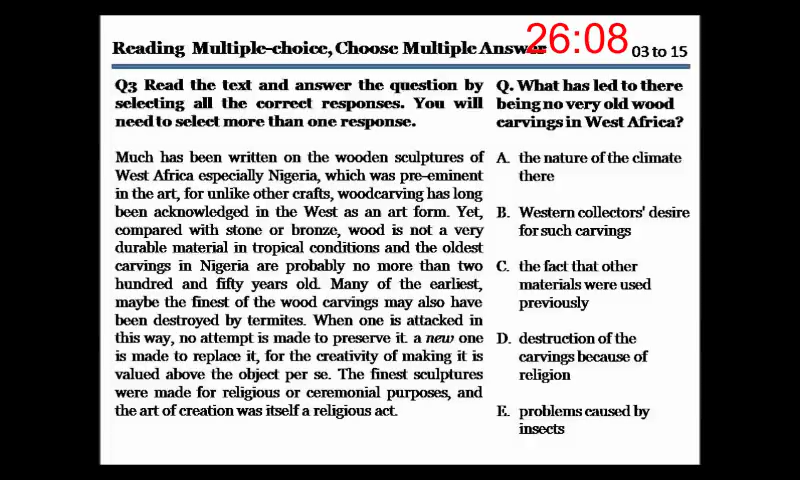 Reading Multiple-choice, Choose Multiple Answer
26:08
03 to 15
Q3 Read the text and answer the question by
selecting all the correct responses. You will
need to select more than one response.
Much has been written on the wooden sculptures of
West Africa especially Nigeria, which was pre-eminent
in the art, for unlike other crafts, woodcarving has long
been acknowledged in the West as an art form. Yet,
compared with stone or bronze, wood is not a very
durable material in tropical conditions and the oldest
carvings in Nigeria are probably no more than two
hundred and fifty years old. Many of the earliest,
maybe the finest of the wood carvings may also have
been destroyed by termites. When one is attacked in
this way, no attempt is made to preserve it. a new one
is made to replace it, for the creativity of making it is
valued above the object per se. The finest sculptures
were made for religious or ceremonial purposes, and
the art of creation was itself a religious act.
Q. What has led to there
being no very old wood
carvings in West Africa?
A. the nature of the climate
there
B. Western collectors' desire
for such carvings
C. the fact that other
materials were used
previously
D. destruction of the
carvings because of
religion
E. problems caused by
insects